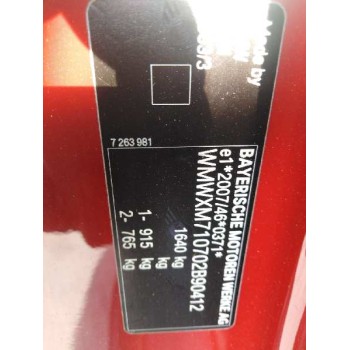 BAYERISCHE MOTOREN WERKE AG
e1*2007/46*0371*
WMWXM710702B90412
1640 kg
1- 915 kg
2- 765 kg
7 263 981
Made by